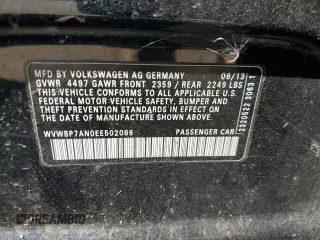 MFD BY VOLKSWAGEN AG GERMANY 06/13
GVWR 4497 GAWR FRONT 2359 / REAR 2249 LBS
THIS VEHICLE CONFORMS TO ALL APPLICABLE
FEDERAL MOTOR VEHICLE SAFETY, BUMPER AND
THEFT PREVENTION STANDARDS IN EFFECT
ON THE DATE OF MANUFACTURE SHOWN ABOVE.
WVWBP7AN0EE502086 PASSENGER CAR
© DRIVEBIDDER